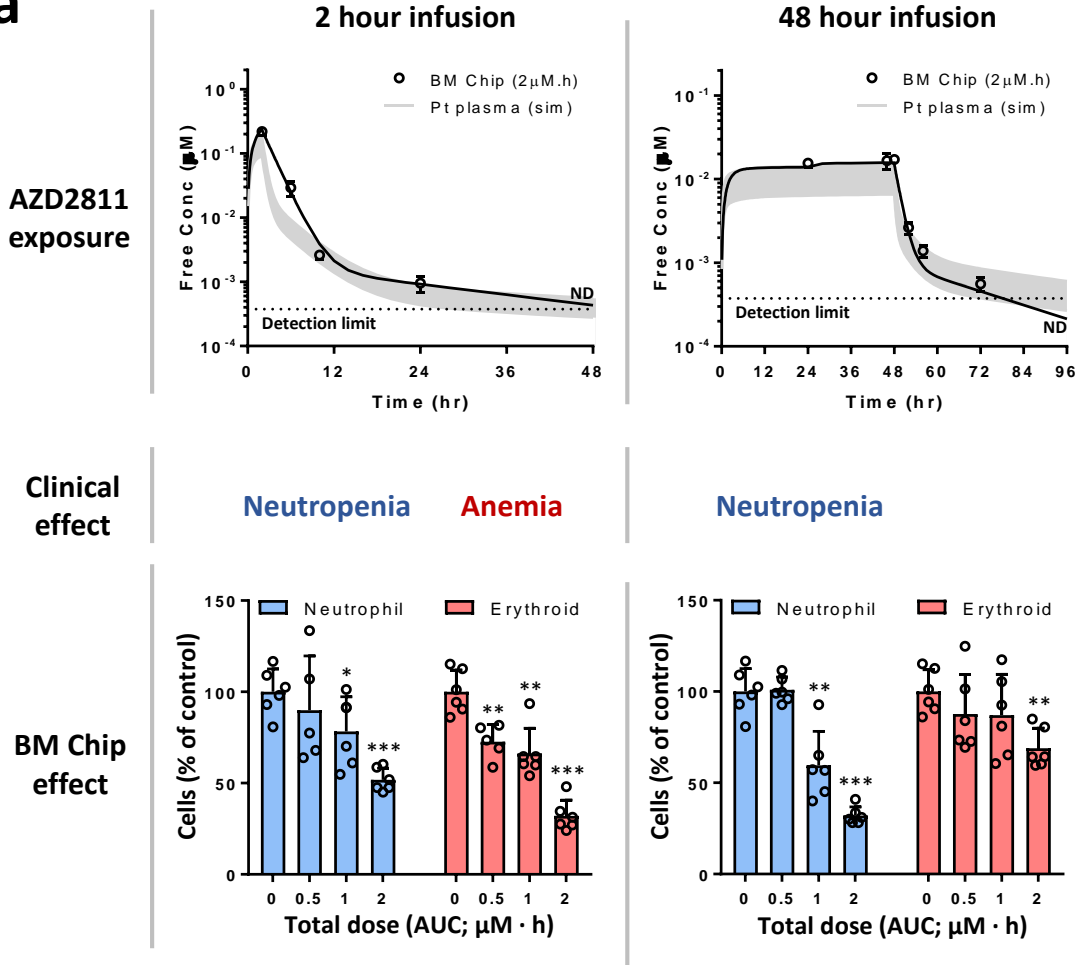 a
2 hour infusion
48 hour infusion
AZD2811
exposure
Free Conc (μM)
10^0
10^-1
10^-2
10^-3
10^-4
BM Chip (2μM.h)
Pt plasma (sim)
ND
Detection limit
0 12 24 36 48
Time (hr)
Free Conc (μM)
10^-1
10^-2
10^-3
10^-4
BM Chip (2μM.h)
Pt plasma (sim)
Detection limit
ND
0 12 24 36 48 60 72 84 96
Time (hr)
Clinical
effect
Neutropenia
Anemia
Neutropenia
BM Chip
effect
Cells (% of control)
150
100
50
0
Neutrophil
Erythroid
* *** ** ** ***
0 0.5 1 2 0 0.5 1 2
Total dose (AUC; μM · h)
Cells (% of control)
150
100
50
0
Neutrophil
Erythroid
** *** **
0 0.5 1 2 0 0.5 1 2
Total dose (AUC; μM · h)